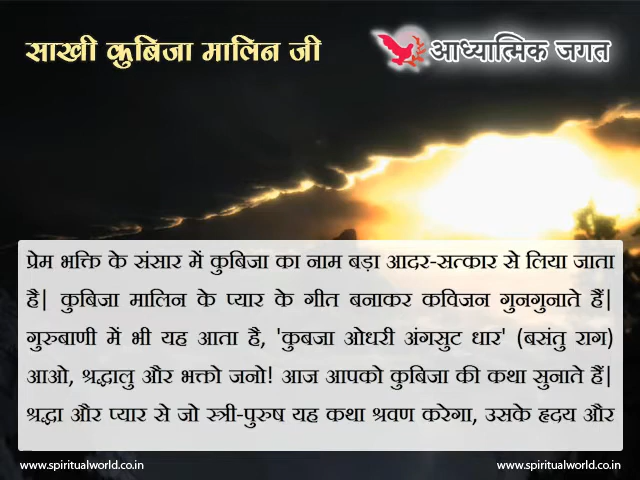 साखी कुबिजा मालिन जी
आध्यात्मिक जगत
प्रेम भक्ति के संसार में कुबिजा का नाम बड़ा आदर-सत्कार से लिया जाता
है| कुबिजा मालिन के प्यार के गीत बनाकर कविजन गुनगुनाते हैं|
गुरुबाणी में भी यह आता है, 'कुबजा ओधरी अंगसुट धार' (बसंतु राग)
आओ, श्रद्धालु और भक्तो जनो! आज आपको कुबिजा की कथा सुनाते हैं|
श्रद्धा और प्यार से जो स्त्री-पुरुष यह कथा श्रवण करेगा, उसके हृदय और
www.spiritualworld.co.in
www.spiritualworld.co.in